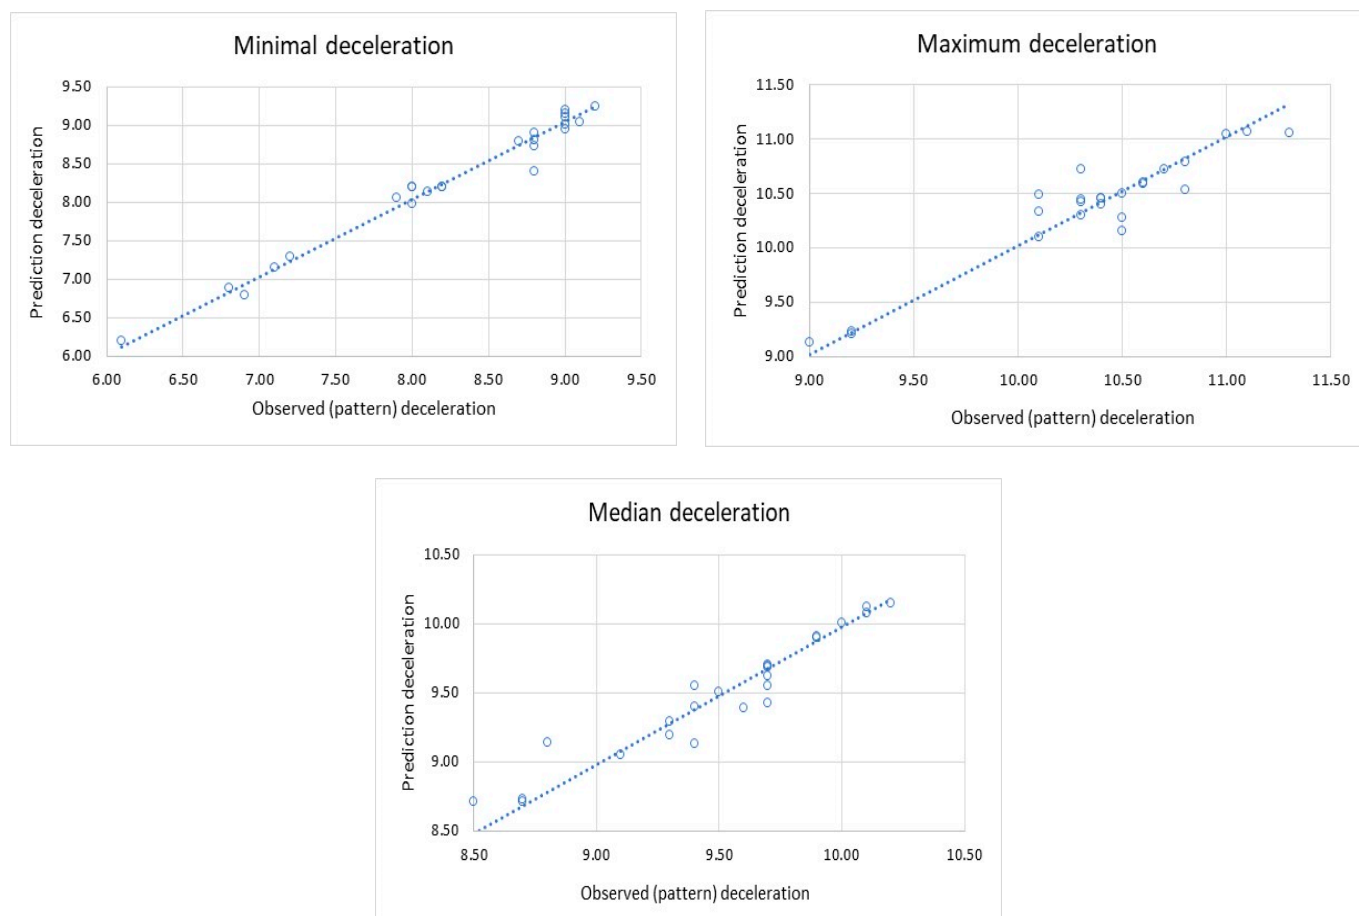 Minimal deceleration
Prediction deceleration
9.50
9.00
8.50
8.00
7.50
7.00
6.50
6.00
6.00 6.50 7.00 7.50 8.00 8.50 9.00 9.50
Observed (pattern) deceleration
Maximum deceleration
Prediction deceleration
11.50
11.00
10.50
10.00
9.50
9.00
9.00 9.50 10.00 10.50 11.00 11.50
Observed (pattern) deceleration
Median deceleration
Prediction deceleration
10.50
10.00
9.50
9.00
8.50
8.50 9.00 9.50 10.00 10.50
Observed (pattern) deceleration